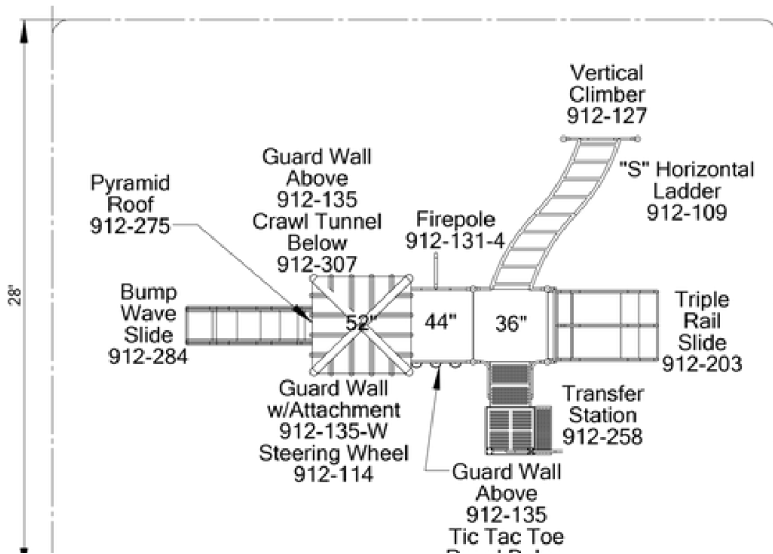 Vertical
Climber
912-127
"S" Horizontal
Ladder
912-109
Guard Wall
Above
912-135
Crawl Tunnel
Below
912-307
Pyramid
Roof
912-275
Firepole
912-131-4
28'
Bump
Wave
Slide
912-284
52"
44"
36"
Triple
Rail
Slide
912-203
Guard Wall
w/Attachment
912-135-W
Steering Wheel
912-114
Transfer
Station
912-258
Guard Wall
Above
912-135
Tic Tac Toe